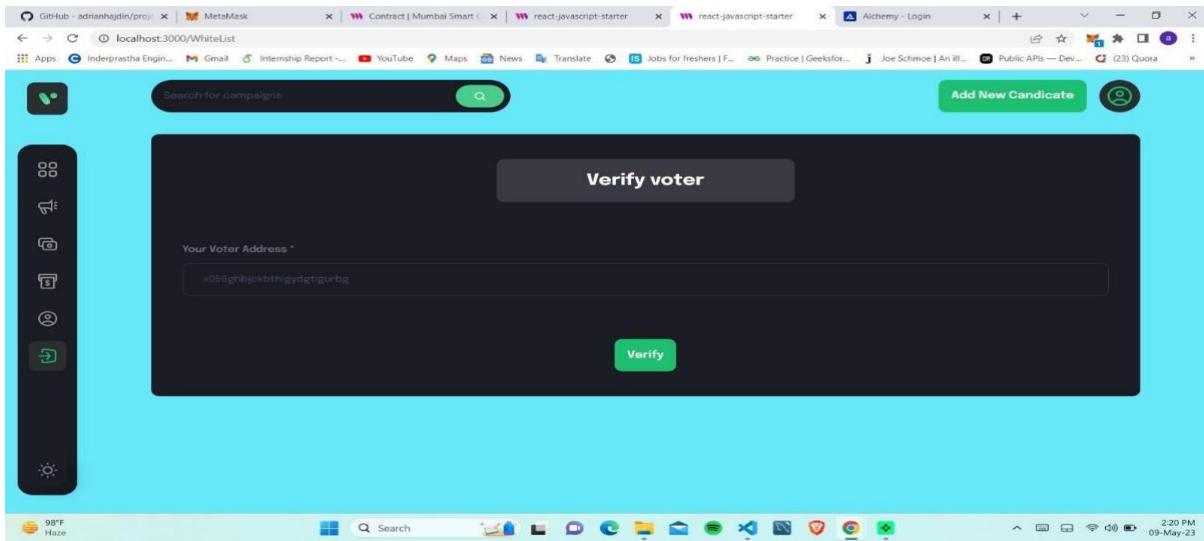 GitHub - adrianhajdin/proj
MetaMask
Contract | Mumbai Smart C
react-javascript-starter
react-javascript-starter
Alchemy - Login
localhost:3000/WhiteList
Apps
Inderprastha Engin...
Gmail
Internship Report -...
YouTube
Maps
News
Translate
Jobs for freshers | F...
Practice | Geeksfor...
Joe Schmoe | An ill...
Public APIs — Dev...
(23) Quora
Search for campaigns
Add New Candicate
Verify voter
Your Voter Address *
Verify
98°F
Haze
Search
2:20 PM
09-May-23